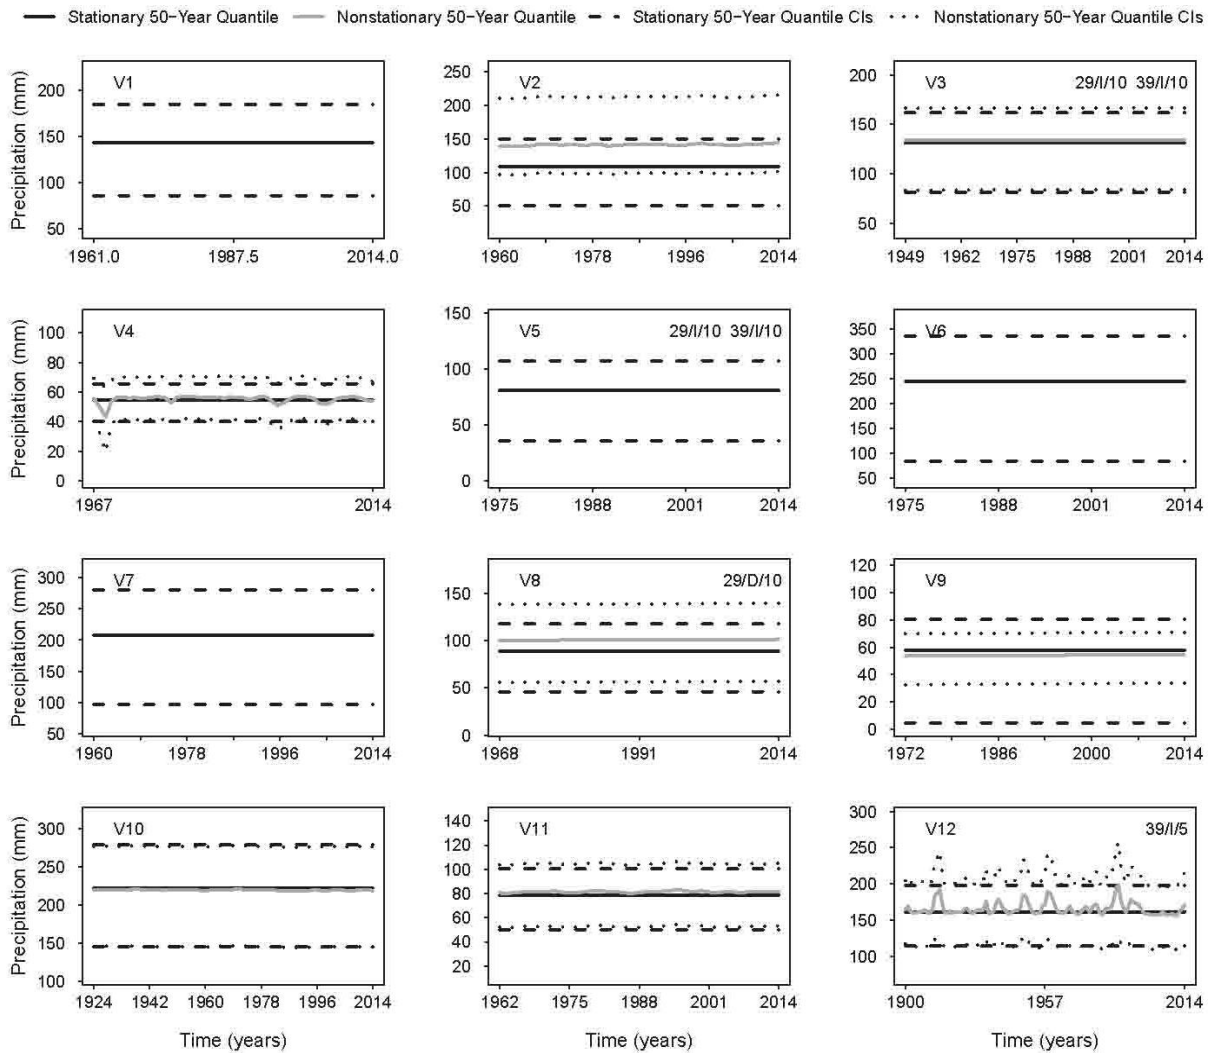 Stationary 50−Year Quantile Nonstationary 50−Year Quantile Stationary 50−Year Quantile CIs Nonstationary 50−Year Quantile CIs
Precipitation (mm)
V1
200
150
100
50
1961.0 1987.5 2014.0
V2
250
200
150
100
50
1960 1978 1996 2014
V3 29/I/10 39/I/10
200
150
100
50
1949 1962 1975 1988 2001 2014
Precipitation (mm)
V4
100
80
60
40
20
0
1967 2014
V5 29/I/10 39/I/10
150
100
50
0
1975 1988 2001 2014
V6
350
300
250
200
150
100
50
1975 1988 2001 2014
Precipitation (mm)
V7
300
250
200
150
100
50
1960 1978 1996 2014
V8 29/D/10
150
100
50
0
1968 1991 2014
V9
120
100
80
60
40
20
0
1972 1986 2000 2014
Precipitation (mm)
V10
300
250
200
150
100
1924 1942 1960 1978 1996 2014
Time (years)
V11
140
120
100
80
60
40
20
1962 1975 1988 2001 2014
Time (years)
V12 39/I/5
300
250
200
150
100
1900 1957 2014
Time (years)